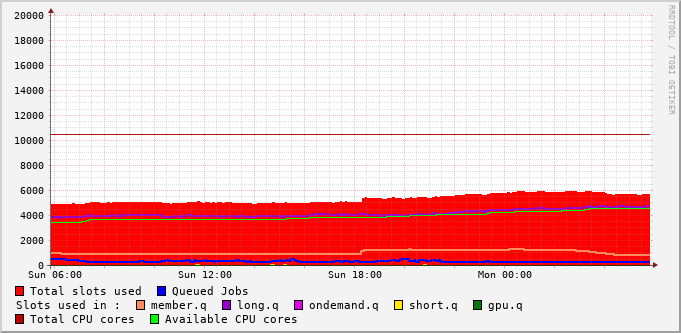 RRDTOOL / TOBI OETIKER
20000
18000
16000
14000
12000
10000
8000
6000
4000
2000
0
Sun 06:00 Sun 12:00 Sun 18:00 Mon 00:00
Total slots used Queued Jobs
Slots used in : member.q long.q ondemand.q short.q gpu.q
Total CPU cores Available CPU cores